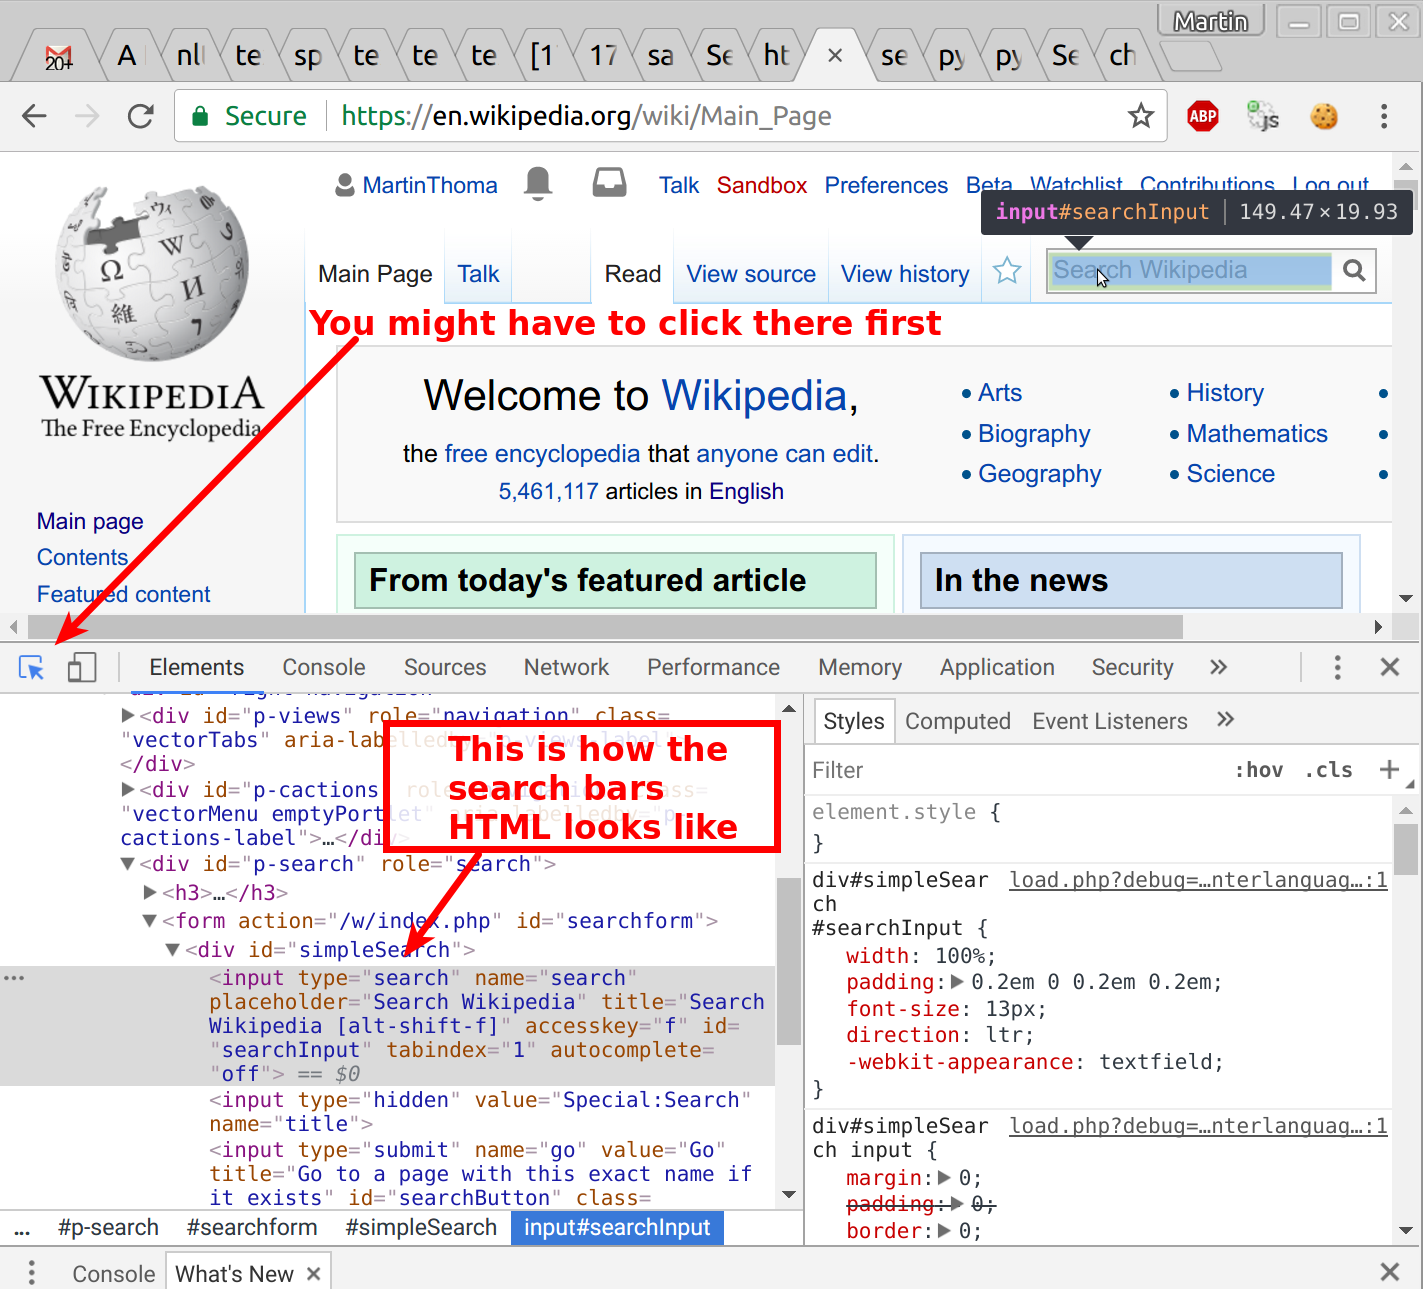 Martin
20+ A nl te sp te te te [1 17 sa Se ht × se py py Se ch
Secure https://en.wikipedia.org/wiki/Main_Page ABP js
MartinThoma Talk Sandbox Preferences Beta Watchlist Contributions Log out
input#searchInput 149.47×19.93
Main Page Talk Read View source View history Search Wikipedia
You might have to click there first
WIKIPEDIA
The Free Encyclopedia
Welcome to Wikipedia,
the free encyclopedia that anyone can edit.
5,461,117 articles in English
• Arts • History •
• Biography • Mathematics •
• Geography • Science •
Main page
Contents
Featured content
From today's featured article In the news
Elements Console Sources Network Performance Memory Application Security »
▶<div id="p-views" role="navigation" class=
"vectorTabs" aria-labelledby="p-views-label">
</div>
▶<div id="p-cactions" role="navigation" class=
"vectorMenu emptyPortlet" aria-labelledby="p-
cactions-label">…</div>
This is how the
search bars
HTML looks like
▼<div id="p-search" role="search">
▶<h3>…</h3>
▼<form action="/w/index.php" id="searchform">
▼<div id="simpleSearch">
<input type="search" name="search"
placeholder="Search Wikipedia" title="Search
Wikipedia [alt-shift-f]" accesskey="f" id=
"searchInput" tabindex="1" autocomplete=
"off"> == $0
<input type="hidden" value="Special:Search"
name="title">
<input type="submit" name="go" value="Go"
title="Go to a page with this exact name if
it exists" id="searchButton" class=
... #p-search #searchform #simpleSearch input#searchInput
Styles Computed Event Listeners »
Filter :hov .cls +
element.style {
}
div#simpleSear load.php?debug=…nterlanguag…:1
ch
#searchInput {
width: 100%;
padding:▶0.2em 0 0.2em 0.2em;
font-size: 13px;
direction: ltr;
-webkit-appearance: textfield;
}
div#simpleSear load.php?debug=…nterlanguag…:1
ch input {
margin:▶0;
padding:▶0;
border:▶0;
Console What's New ×